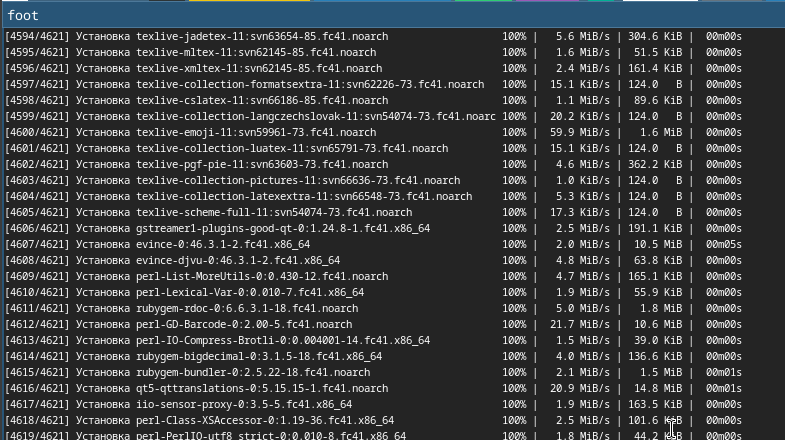 foot
[4594/4621] Установка texlive-jadetex-11:svn63654-85.fc41.noarch 100% | 5.6 MiB/s | 304.6 KiB | 00m00s
[4595/4621] Установка texlive-mltex-11:svn62145-85.fc41.noarch 100% | 1.6 MiB/s | 51.5 KiB | 00m00s
[4596/4621] Установка texlive-xmltex-11:svn62145-85.fc41.noarch 100% | 2.4 MiB/s | 161.4 KiB | 00m00s
[4597/4621] Установка texlive-collection-formatsextra-11:svn62226-73.fc41.noarch 100% | 15.1 KiB/s | 124.0 B | 00m00s
[4598/4621] Установка texlive-cslatex-11:svn66186-85.fc41.noarch 100% | 1.1 MiB/s | 89.6 KiB | 00m00s
[4599/4621] Установка texlive-collection-langczechslovak-11:svn54074-73.fc41.noarc 100% | 20.2 KiB/s | 124.0 B | 00m00s
[4600/4621] Установка texlive-emoji-11:svn59961-73.fc41.noarch 100% | 59.9 MiB/s | 1.6 MiB | 00m00s
[4601/4621] Установка texlive-collection-luatex-11:svn65791-73.fc41.noarch 100% | 15.1 KiB/s | 124.0 B | 00m00s
[4602/4621] Установка texlive-pgf-pie-11:svn63603-73.fc41.noarch 100% | 4.6 MiB/s | 362.2 KiB | 00m00s
[4603/4621] Установка texlive-collection-pictures-11:svn66636-73.fc41.noarch 100% | 1.0 KiB/s | 124.0 B | 00m00s
[4604/4621] Установка texlive-collection-latexextra-11:svn66548-73.fc41.noarch 100% | 5.3 KiB/s | 124.0 B | 00m00s
[4605/4621] Установка texlive-scheme-full-11:svn54074-73.fc41.noarch 100% | 17.3 KiB/s | 124.0 B | 00m00s
[4606/4621] Установка gstreamer1-plugins-good-qt-0:1.24.8-1.fc41.x86_64 100% | 2.5 MiB/s | 191.1 KiB | 00m00s
[4607/4621] Установка evince-0:46.3.1-2.fc41.x86_64 100% | 2.0 MiB/s | 10.5 MiB | 00m05s
[4608/4621] Установка evince-djvu-0:46.3.1-2.fc41.x86_64 100% | 4.8 MiB/s | 63.8 KiB | 00m00s
[4609/4621] Установка perl-List-MoreUtils-0:0.430-12.fc41.noarch 100% | 4.7 MiB/s | 165.1 KiB | 00m00s
[4610/4621] Установка perl-Lexical-Var-0:0.010-7.fc41.x86_64 100% | 1.9 MiB/s | 55.9 KiB | 00m00s
[4611/4621] Установка rubygem-rdoc-0:6.6.3.1-18.fc41.noarch 100% | 5.0 MiB/s | 1.8 MiB | 00m00s
[4612/4621] Установка perl-GD-Barcode-0:2.00-5.fc41.noarch 100% | 21.7 MiB/s | 10.6 MiB | 00m00s
[4613/4621] Установка perl-IO-Compress-Brotli-0:0.004001-14.fc41.x86_64 100% | 1.5 MiB/s | 39.0 KiB | 00m00s
[4614/4621] Установка rubygem-bigdecimal-0:3.1.5-18.fc41.x86_64 100% | 4.0 MiB/s | 136.6 KiB | 00m00s
[4615/4621] Установка rubygem-bundler-0:2.5.22-18.fc41.noarch 100% | 2.1 MiB/s | 1.5 MiB | 00m01s
[4616/4621] Установка qt5-qttranslations-0:5.15.15-1.fc41.noarch 100% | 20.9 MiB/s | 14.8 MiB | 00m01s
[4617/4621] Установка iio-sensor-proxy-0:3.5-5.fc41.x86_64 100% | 1.9 MiB/s | 163.5 KiB | 00m00s
[4618/4621] Установка perl-Class-XSAccessor-0:1.19-36.fc41.x86_64 100% | 2.5 MiB/s | 101.6 KiB | 00m00s
[4619/4621] Установка perl-PerlIO-utf8_strict-0:0.010-8.fc41.x86_64 100% | 1.8 MiB/s | 44.2 KiB | 00m00s